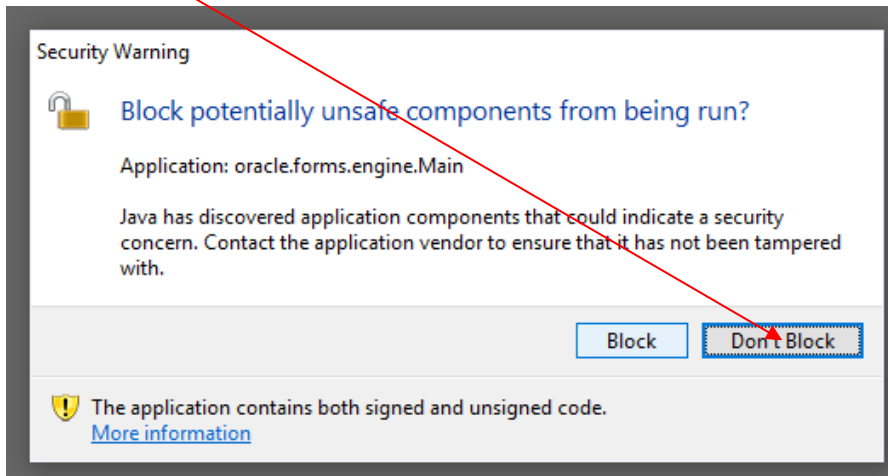 Security Warning
Block potentially unsafe components from being run?
Application: oracle.forms.engine.Main
Java has discovered application components that could indicate a security
concern. Contact the application vendor to ensure that it has not been tampered
with.
Block
Don't Block
The application contains both signed and unsigned code.
More information